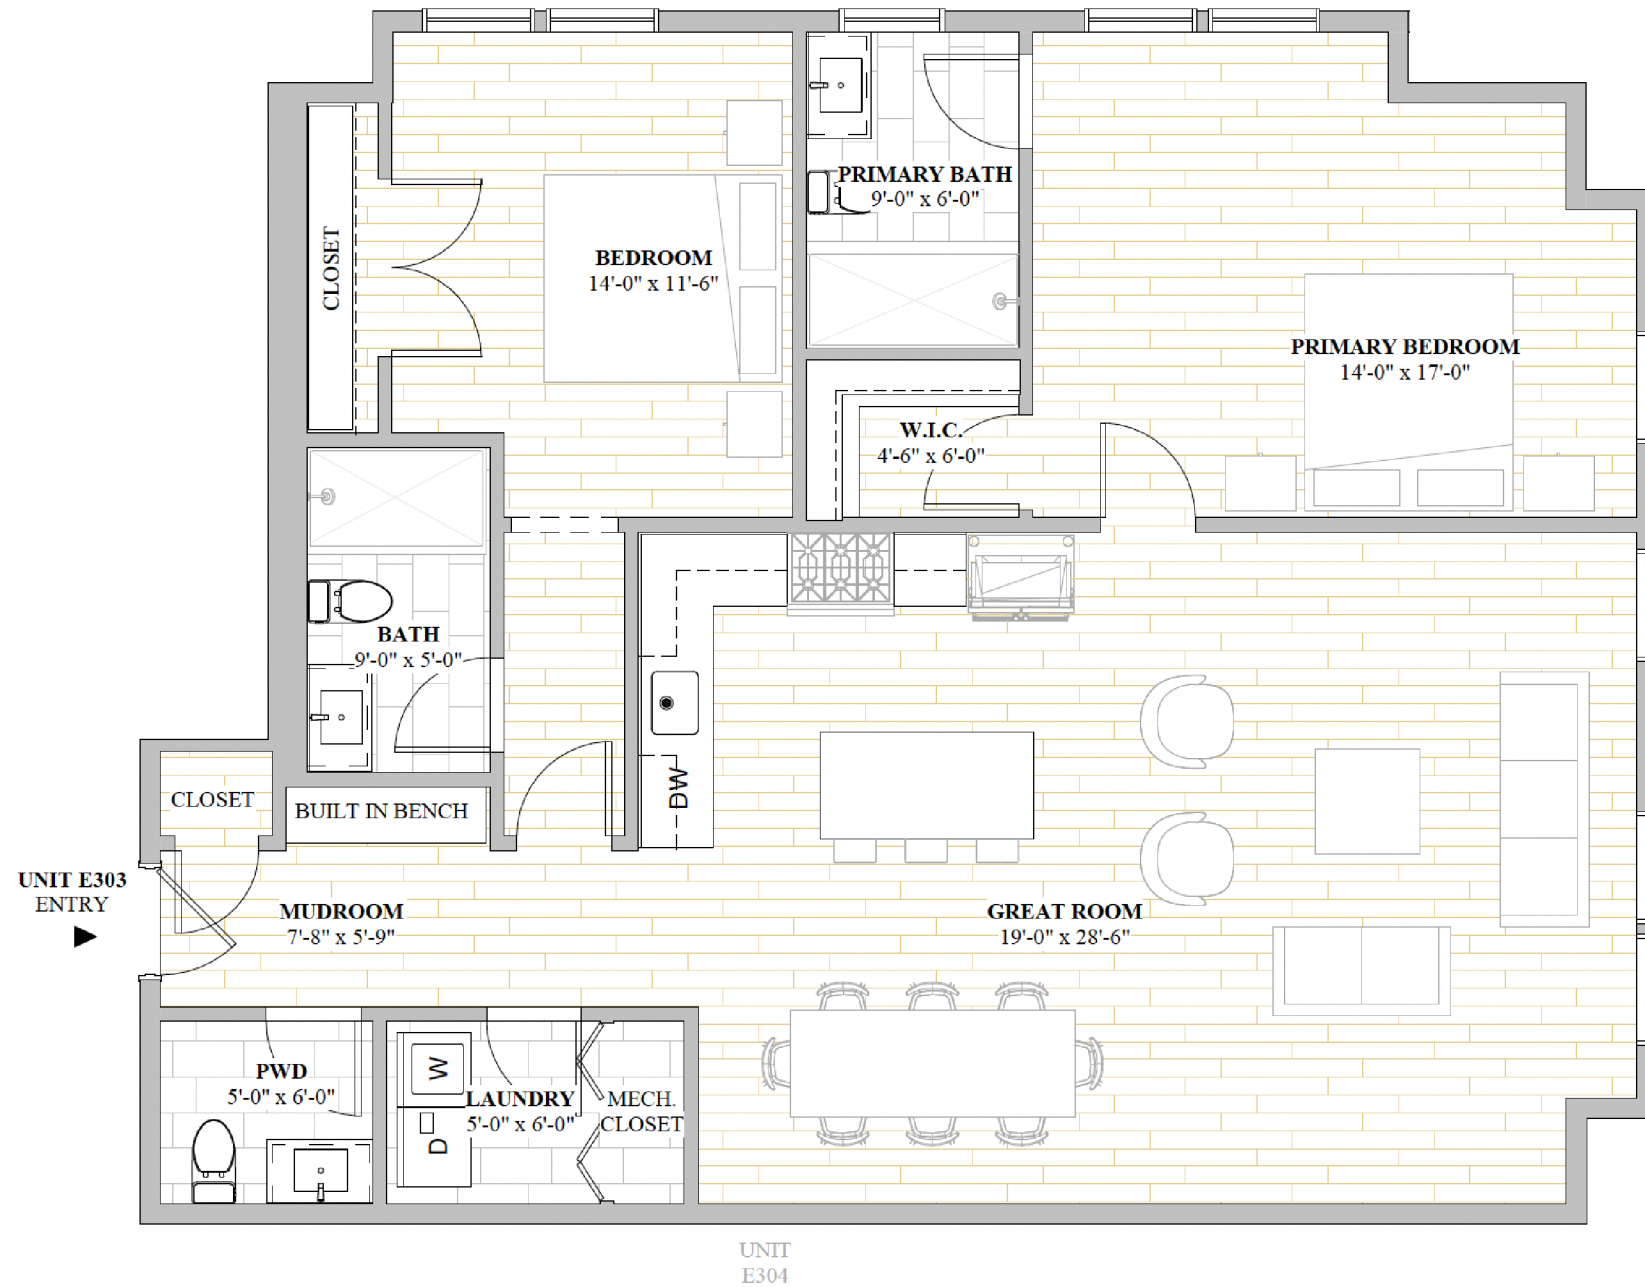 PRIMARY BATH
9'-0" x 6'-0"
CLOSET
BEDROOM
14'-0" x 11'-6"
PRIMARY BEDROOM
14'-0" x 17'-0"
W.I.C.
4'-6" x 6'-0"
BATH
9'-0" x 5'-0"
DW
CLOSET
BUILT IN BENCH
UNIT E303
ENTRY
MUDROOM
7'-8" x 5'-9"
GREAT ROOM
19'-0" x 28'-6"
PWD
5'-0" x 6'-0"
W
D
LAUNDRY
5'-0" x 6'-0"
MECH.
CLOSET
UNIT
E304